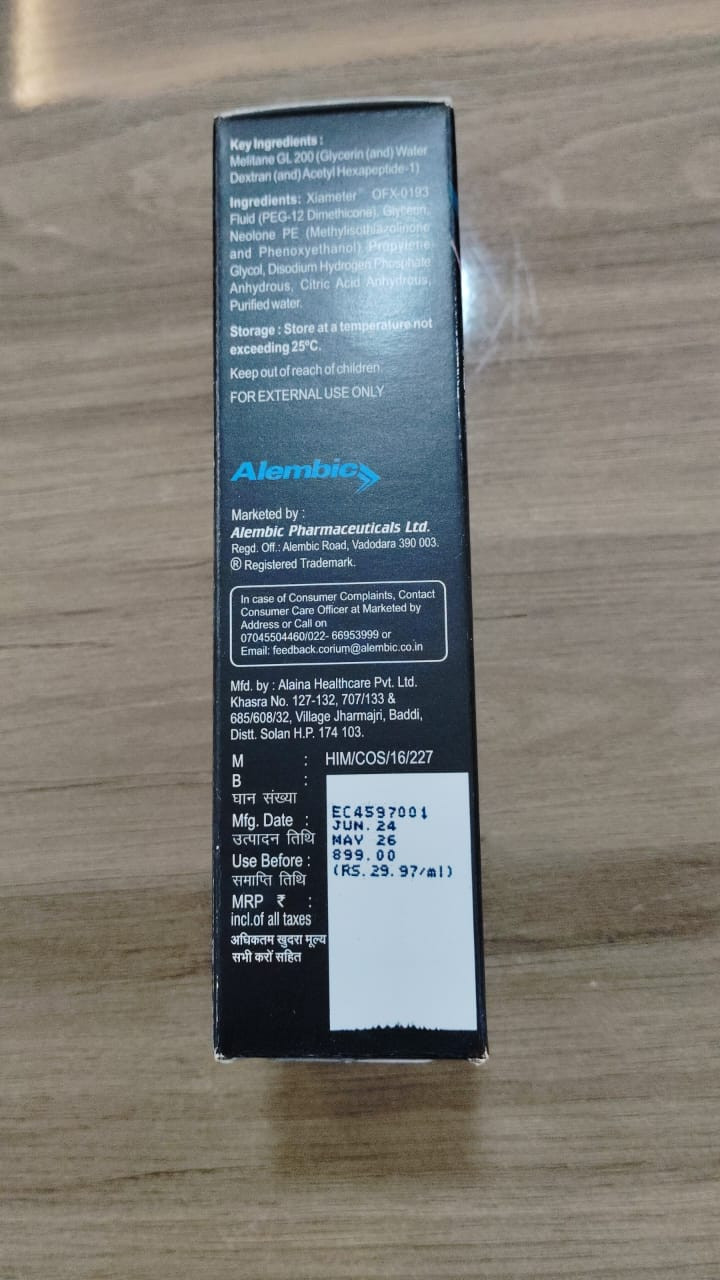 Key Ingredients :
Melitane GL 200 (Glycerin (and) Water
Dextran (and) Acetyl Hexapeptide-1)
Ingredients: Xiameter™ OFX-0193
Fluid (PEG-12 Dimethicone), Glycerin,
Neolone PE (Methylisothiazolinone
and Phenoxyethanol) Propylene
Glycol, Disodium Hydrogen Phosphate
Anhydrous, Citric Acid Anhydrous,
Purified water.
Storage : Store at a temperature not
exceeding 25°C.
Keep out of reach of children.
FOR EXTERNAL USE ONLY
Alembic
Marketed by :
Alembic Pharmaceuticals Ltd.
Regd. Off.: Alembic Road, Vadodara 390 003.
® Registered Trademark.
In case of Consumer Complaints, Contact
Consumer Care Officer at Marketed by
Address or Call on
07045504460/022- 66953999 or
Email: feedback.corium@alembic.co.in
Mfd. by : Alaina Healthcare Pvt. Ltd.
Khasra No. 127-132, 707/133 &
685/608/32, Village Jharmajri, Baddi,
Distt. Solan H.P. 174 103.
M : HIM/COS/16/227
B :
घान संख्या
EC4597001
Mfg. Date :
JUN. 24
उत्पादन तिथि
MAY 26
Use Before :
899.00
समाप्ति तिथि
(RS. 29.97/ml)
MRP ₹ :
incl.of all taxes
अधिकतम खुदरा मूल्य
सभी करों सहित